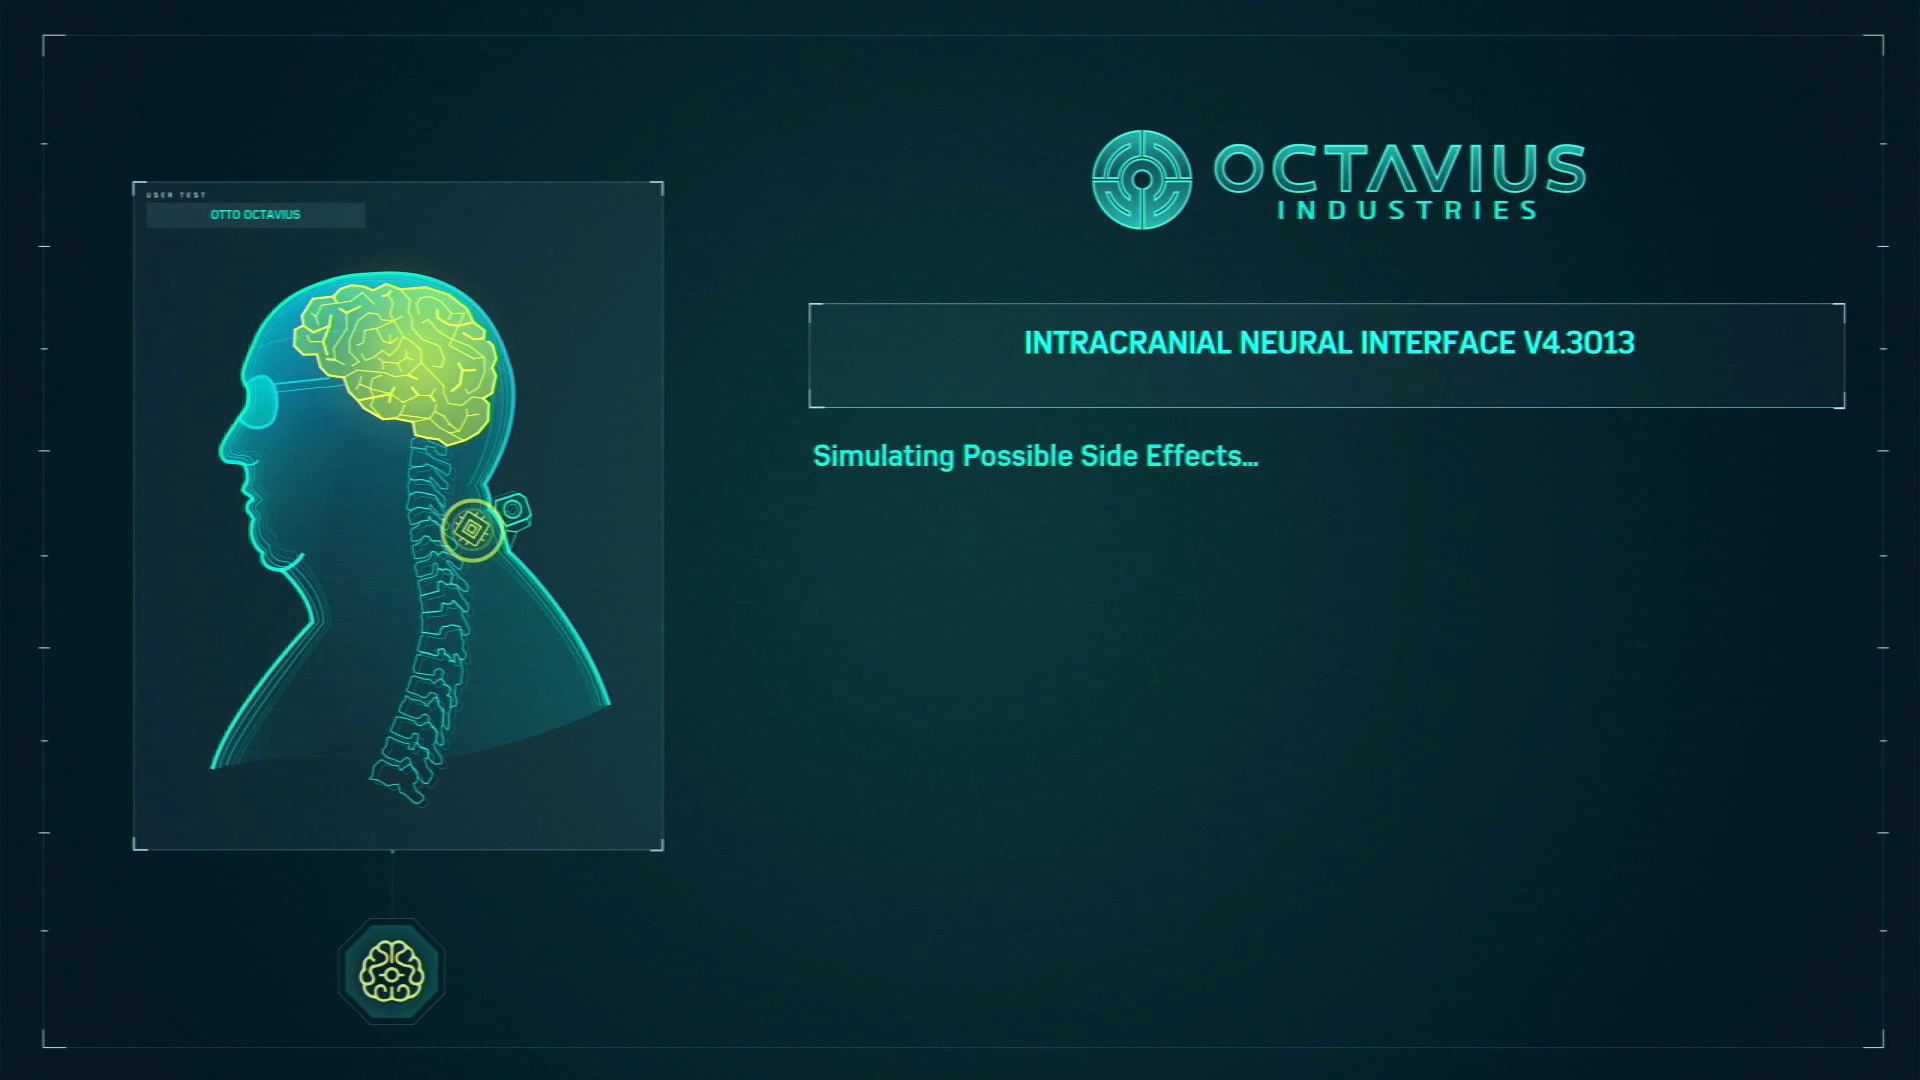 USER TEST
OTTO OCTAVIUS
OCTAVIUS
INDUSTRIES
INTRACRANIAL NEURAL INTERFACE V4.3013
Simulating Possible Side Effects...